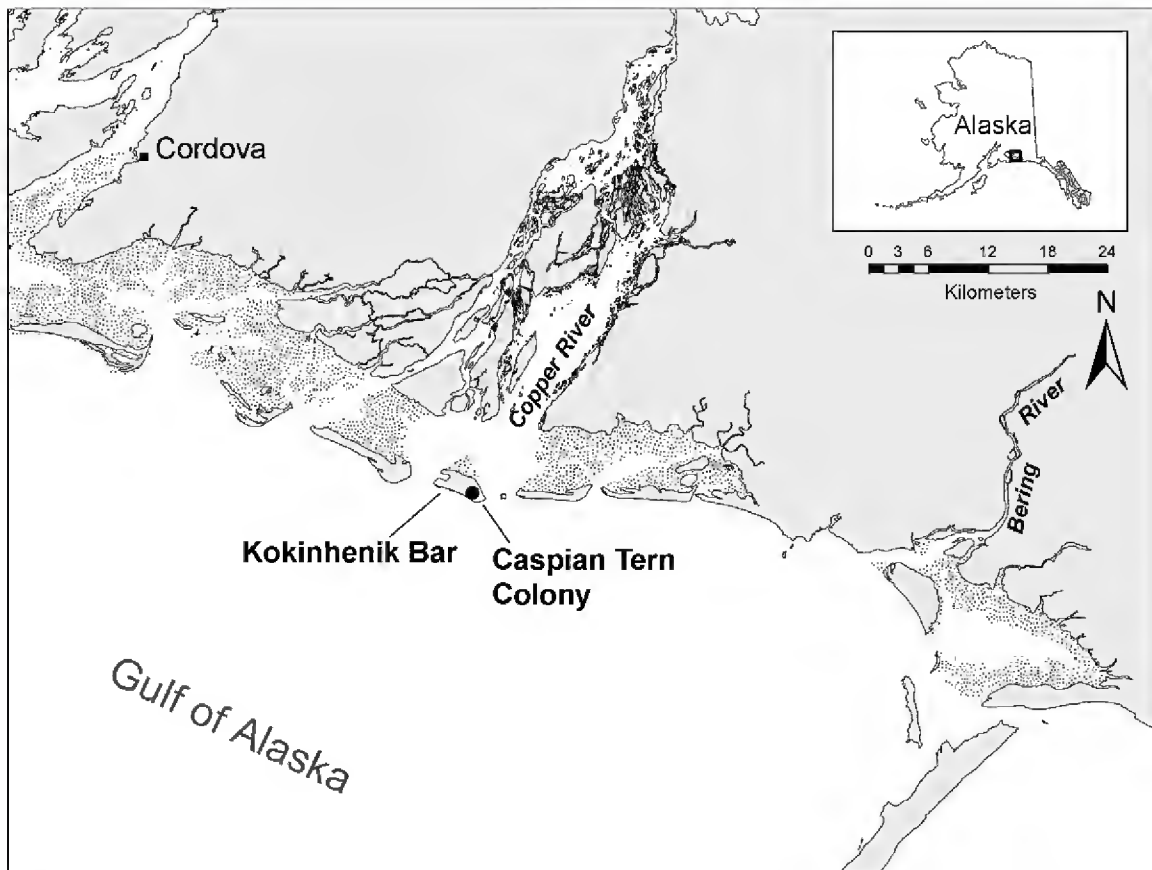 Cordova
Alaska
0 3 6 12 18 24
Kilometers
N
Copper River
Bering River
Kokinhenik Bar
Caspian Tern
Colony
Gulf of Alaska